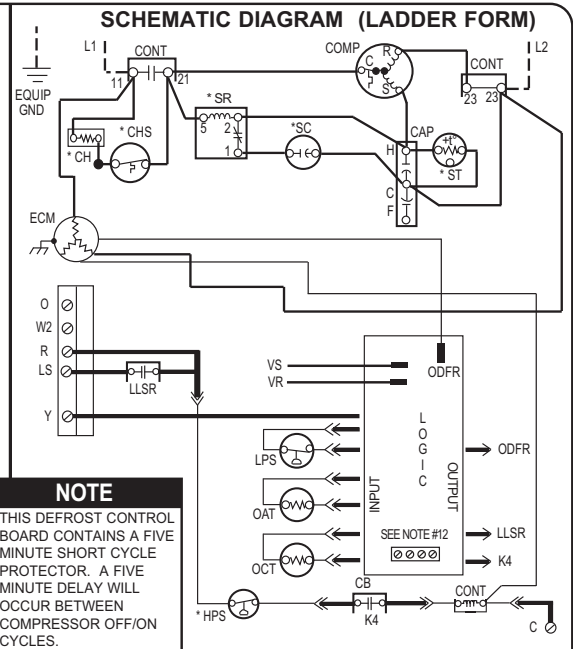 SCHEMATIC DIAGRAM (LADDER FORM)
L1
CONT
COMP
R
C
S
CONT
L2
11
21
23
23
EQUIP
GND
* CHS
* CH
* SR
5
2
1
*SC
CAP
H
C
F
+t°
* ST
ECM
O
W2
R
LS
Y
LLSR
VS
VR
ODFR
LPS
OAT
OCT
INPUT
LOGIC
OUTPUT
SEE NOTE #12
ODFR
LLSR
K4
* HPS
CB
K4
CONT
C
NOTE
THIS DEFROST CONTROL
BOARD CONTAINS A FIVE
MINUTE SHORT CYCLE
PROTECTOR. A FIVE
MINUTE DELAY WILL
OCCUR BETWEEN
COMPRESSOR OFF/ON
CYCLES.